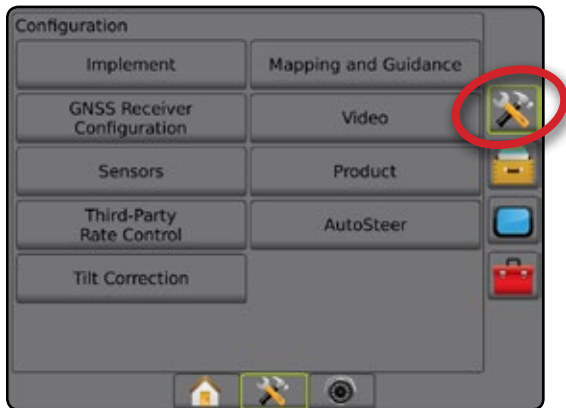 Configuration
Implement
Mapping and Guidance
GNSS Receiver
Configuration
Video
Sensors
Product
Third-Party
Rate Control
AutoSteer
Tilt Correction